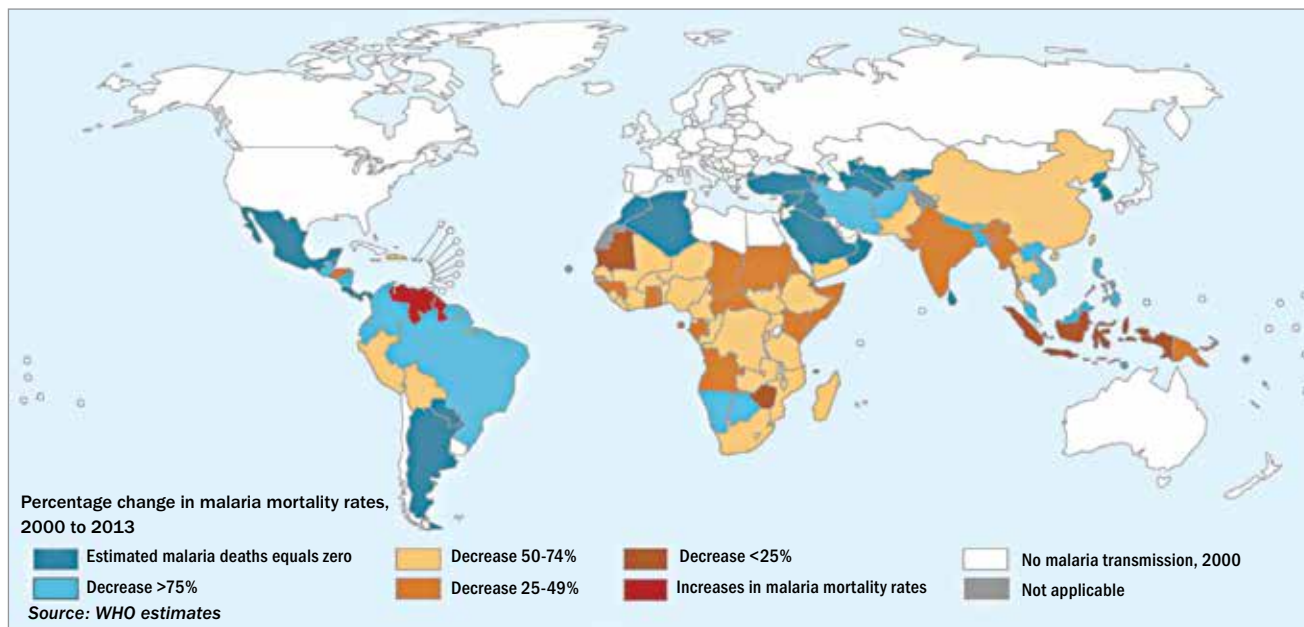 Percentage change in malaria mortality rates,
2000 to 2013
Estimated malaria deaths equals zero
Decrease >75%
Decrease 50-74%
Decrease 25-49%
Decrease <25%
Increases in malaria mortality rates
No malaria transmission, 2000
Not applicable
Source: WHO estimates